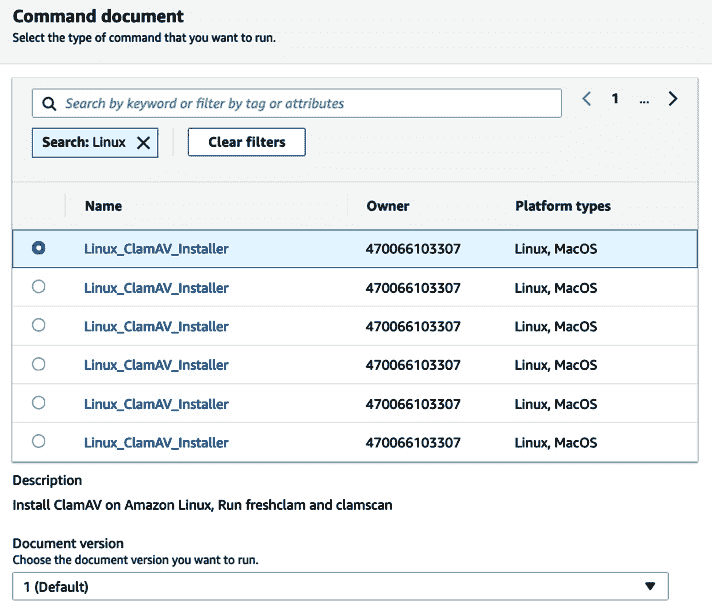 Command document
Select the type of command that you want to run.
Search by keyword or filter by tag or attributes
1 ...
Search: Linux
Clear filters
Name Owner Platform types
Linux_ClamAV_Installer 470066103307 Linux, MacOS
Linux_ClamAV_Installer 470066103307 Linux, MacOS
Linux_ClamAV_Installer 470066103307 Linux, MacOS
Linux_ClamAV_Installer 470066103307 Linux, MacOS
Linux_ClamAV_Installer 470066103307 Linux, MacOS
Linux_ClamAV_Installer 470066103307 Linux, MacOS
Description
Install ClamAV on Amazon Linux, Run freshclam and clamscan
Document version
Choose the document version you want to run.
1 (Default)